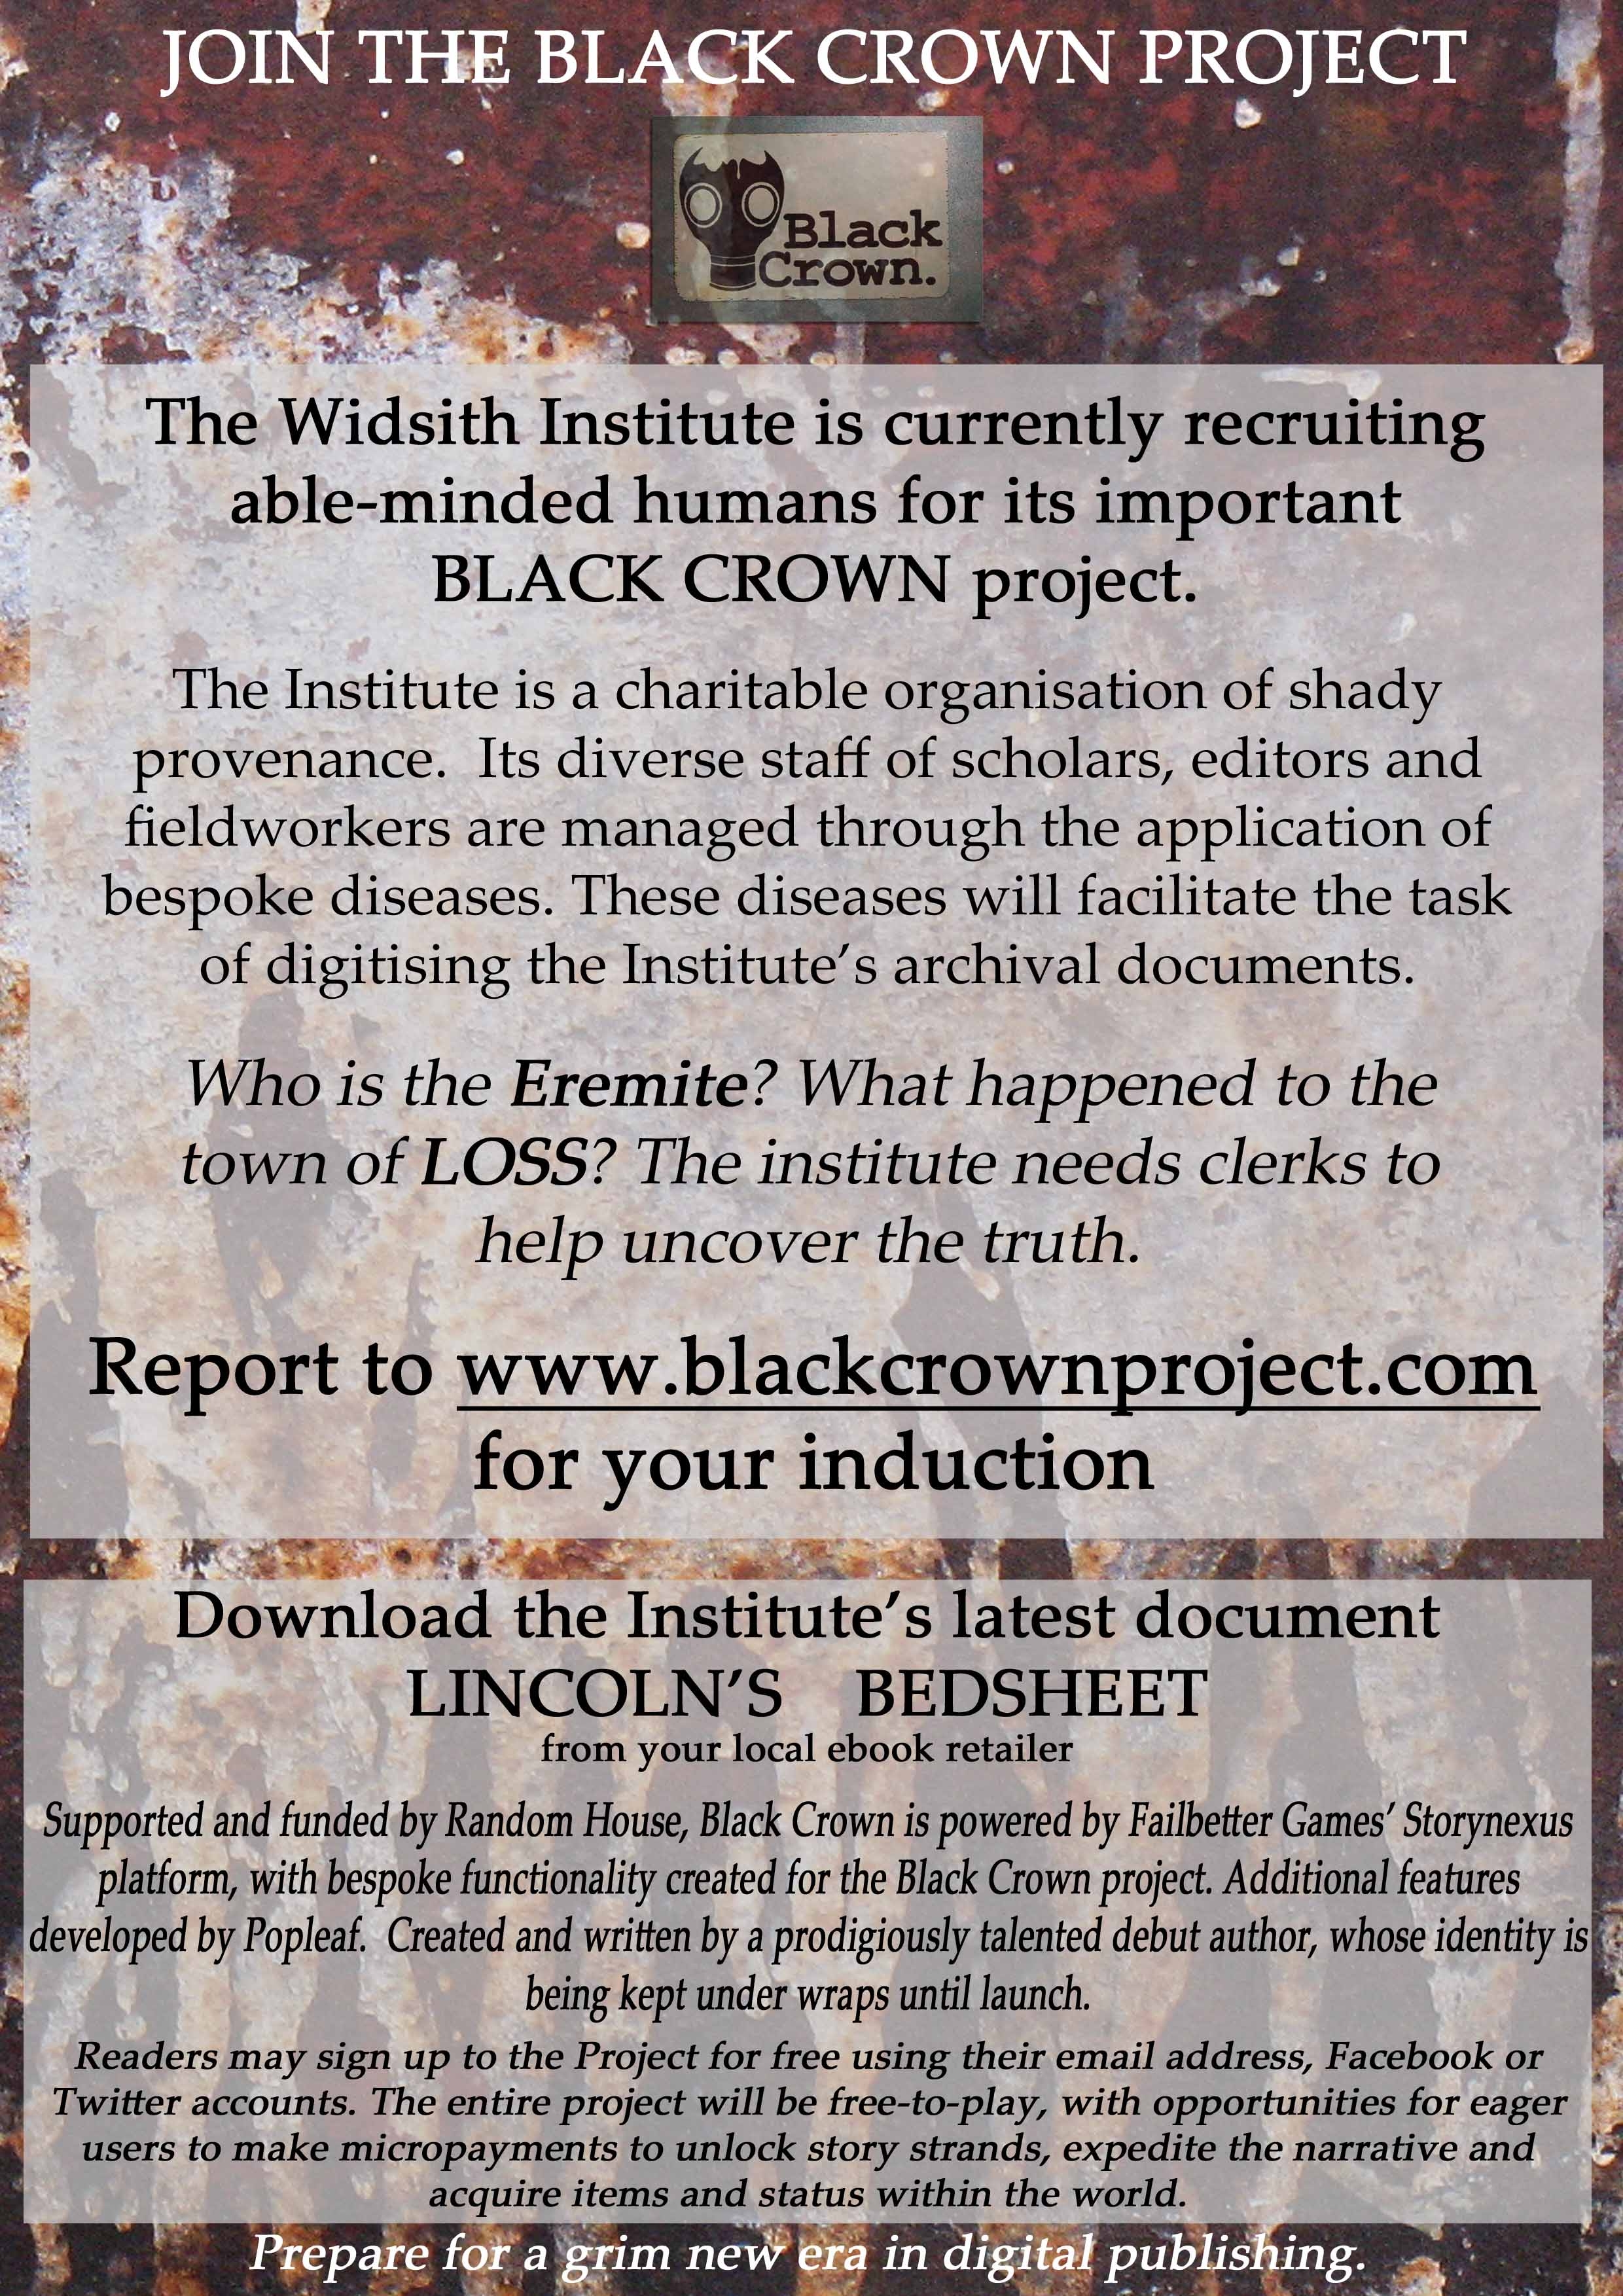 JOIN THE BLACK CROWN PROJECT
Black
Crown.
The Widsith Institute is currently recruiting
able-minded humans for its important
BLACK CROWN project.
The Institute is a charitable organisation of shady
provenance.  Its diverse staff of scholars, editors and
fieldworkers are managed through the application of
bespoke diseases. These diseases will facilitate the task
of digitising the Institute’s archival documents.
Who is the Eremite? What happened to the
town of LOSS? The institute needs clerks to
help uncover the truth.
Report to www.blackcrownproject.com
for your induction
Download the Institute’s latest document
LINCOLN’S BEDSHEET
from your local ebook retailer
Supported and funded by Random House, Black Crown is powered by Failbetter Games’ Storynexus
platform, with bespoke functionality created for the Black Crown project. Additional features
developed by Popleaf.  Created and written by a prodigiously talented debut author, whose identity is
being kept under wraps until launch.
Readers may sign up to the Project for free using their email address, Facebook or
Twitter accounts. The entire project will be free-to-play, with opportunities for eager
users to make micropayments to unlock story strands, expedite the narrative and
acquire items and status within the world.
Prepare for a grim new era in digital publishing.